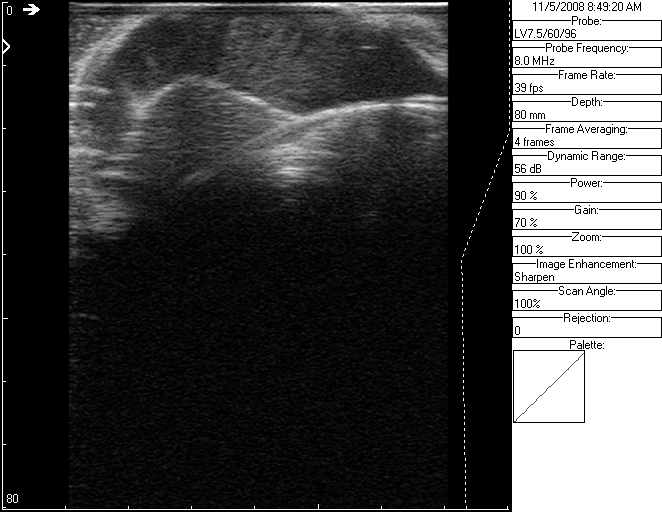 0
80
11/5/2008 8:49:20 AM
Probe:
LV7.5/60/96
Probe Frequency:
8.0 MHz
Frame Rate:
39 fps
Depth:
80 mm
Frame Averaging:
4 frames
Dynamic Range:
56 dB
Power:
90 %
Gain:
70 %
Zoom:
100 %
Image Enhancement:
Sharpen
Scan Angle:
100%
Rejection:
0
Palette: